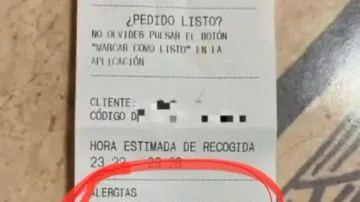 ¿PEDIDO LISTO?
NO OLVIDES PULSAR EL BOTÓN
"MARCAR COMO LISTO" EN LA
APLICACIÓN
CLIENTE:
CÓDIGO D
HORA ESTIMADA DE RECOGIDA
ALERGIAS